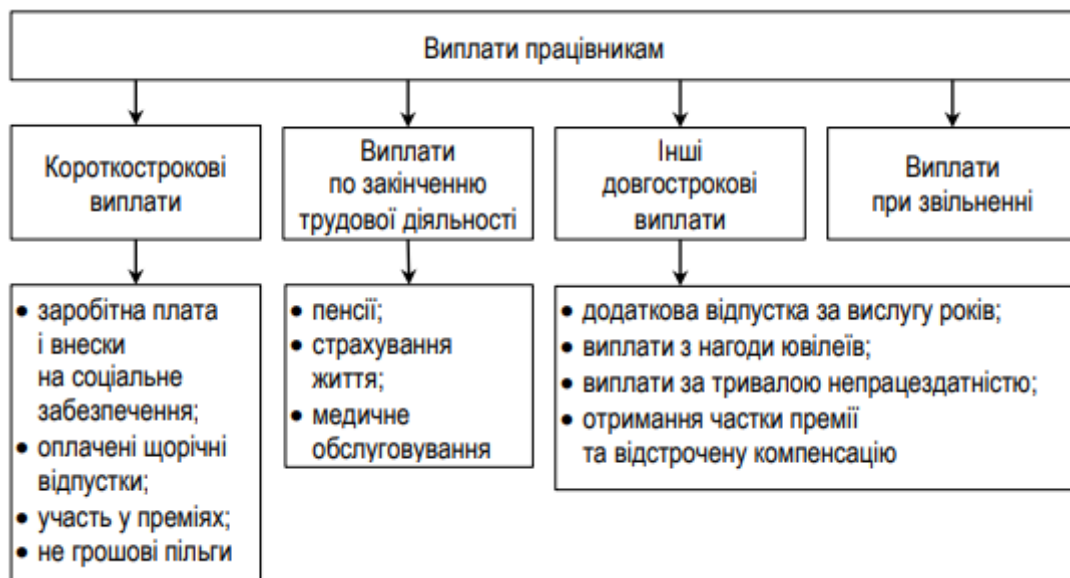 Виплати працівникам
Короткострокові
виплати
Виплати
по закінченню
трудової діяльності
Інші
довгострокові
виплати
Виплати
при звільненні
• заробітна плата
і внески
на соціальне
забезпечення;
• оплачені щорічні
відпустки;
• участь у преміях;
• не грошові пільги
• пенсії;
• страхування
життя;
• медичне
обслуговування
• додаткова відпустка за вислугу років;
• виплати з нагоди ювілеїв;
• виплати за тривалою непрацездатністю;
• отримання частки премії
та відстрочену компенсацію